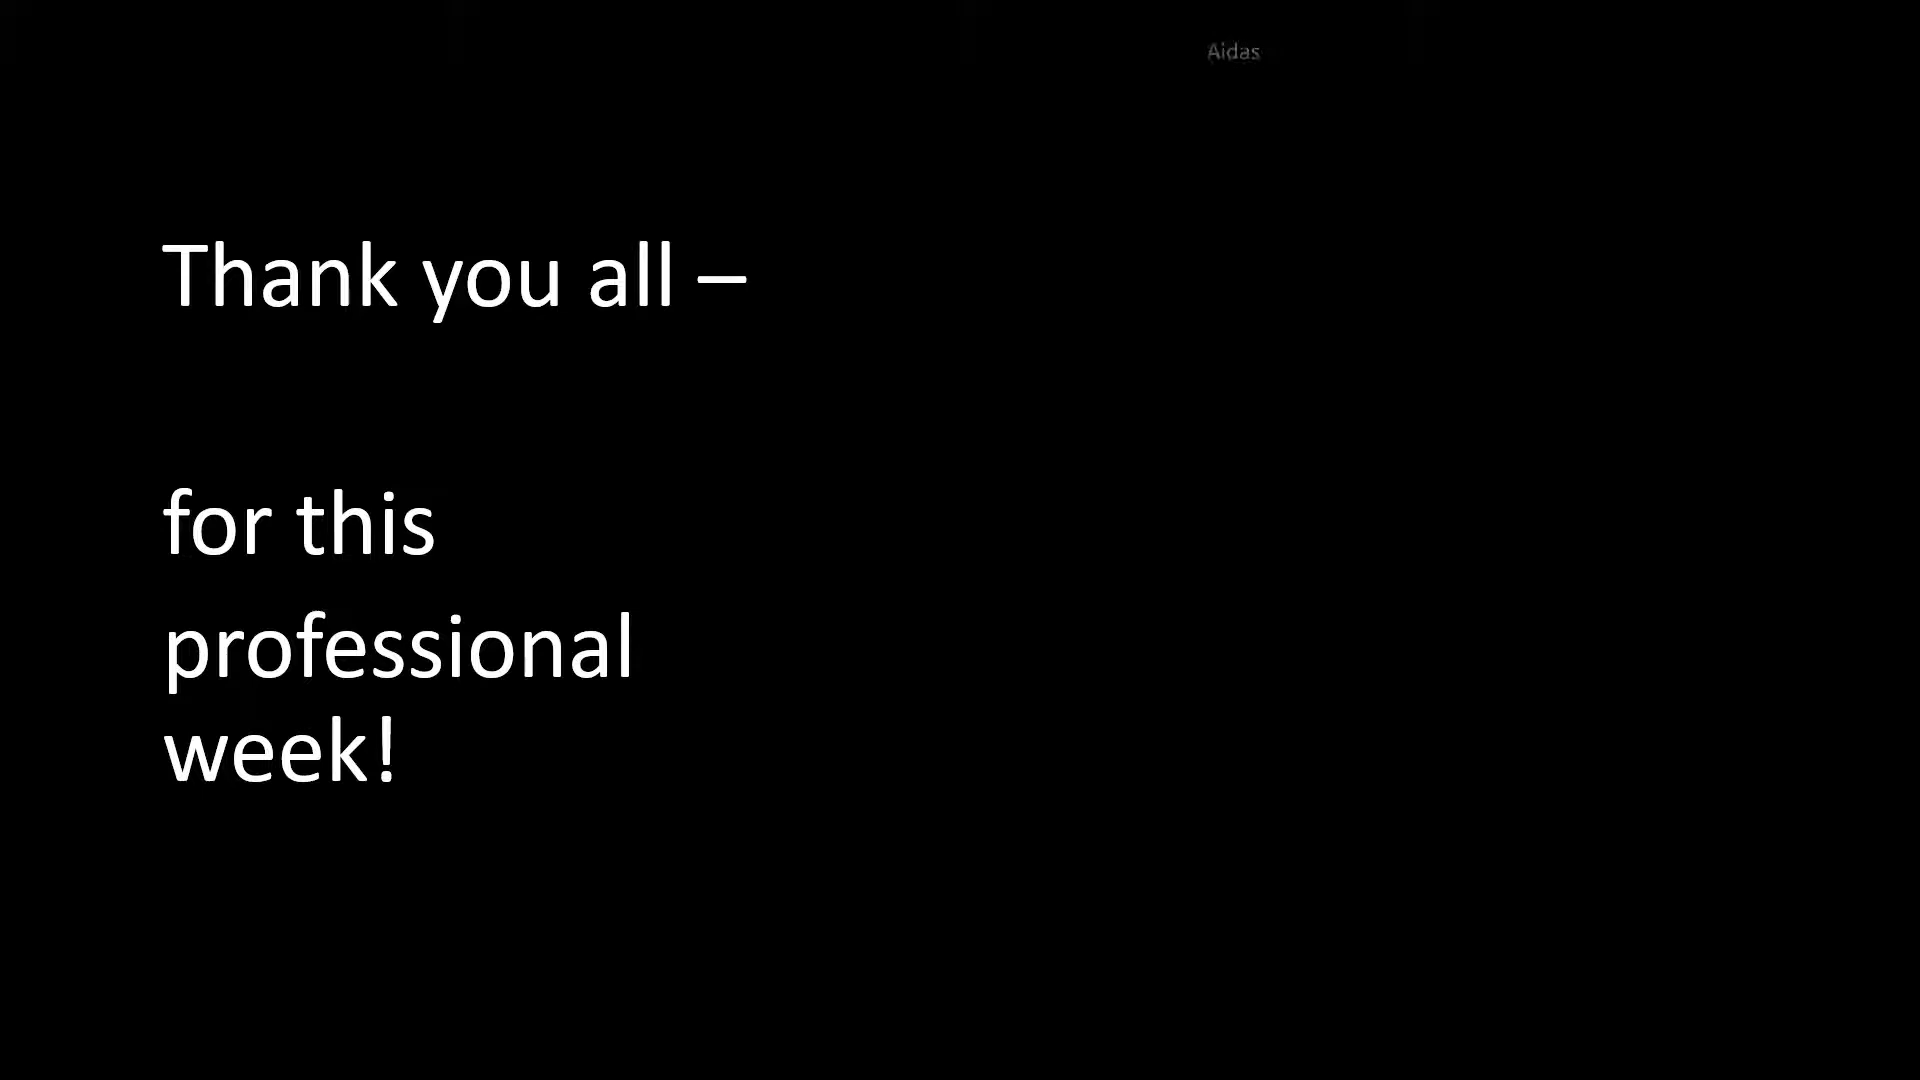 Aidas
Thank you all –
for this
professional
week!